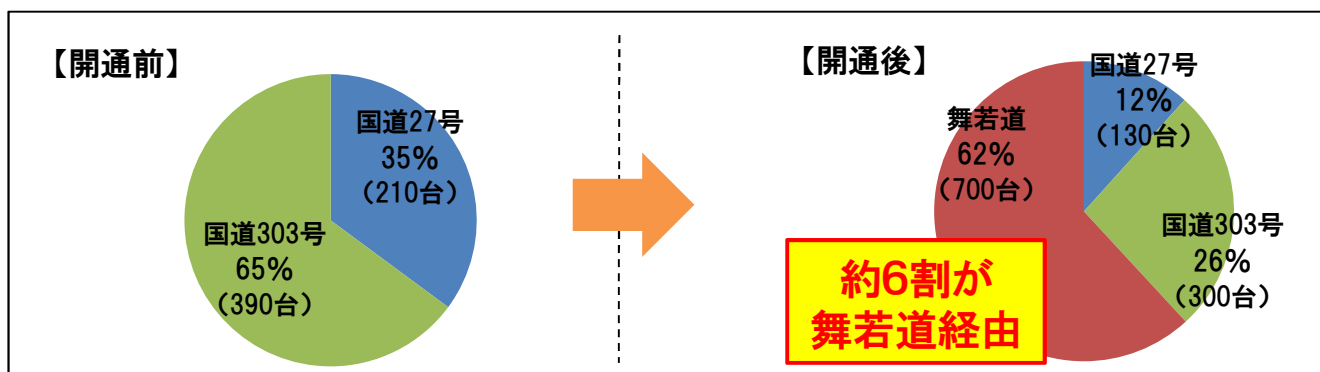 【開通前】
国道27号
35%
(210台)
国道303号
65%
(390台)
【開通後】
国道27号
12%
(130台)
舞若道
62%
(700台)
国道303号
26%
(300台)
約6割が
舞若道経由